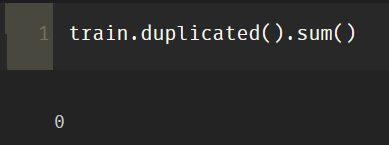 1 train.duplicated().sum()
0